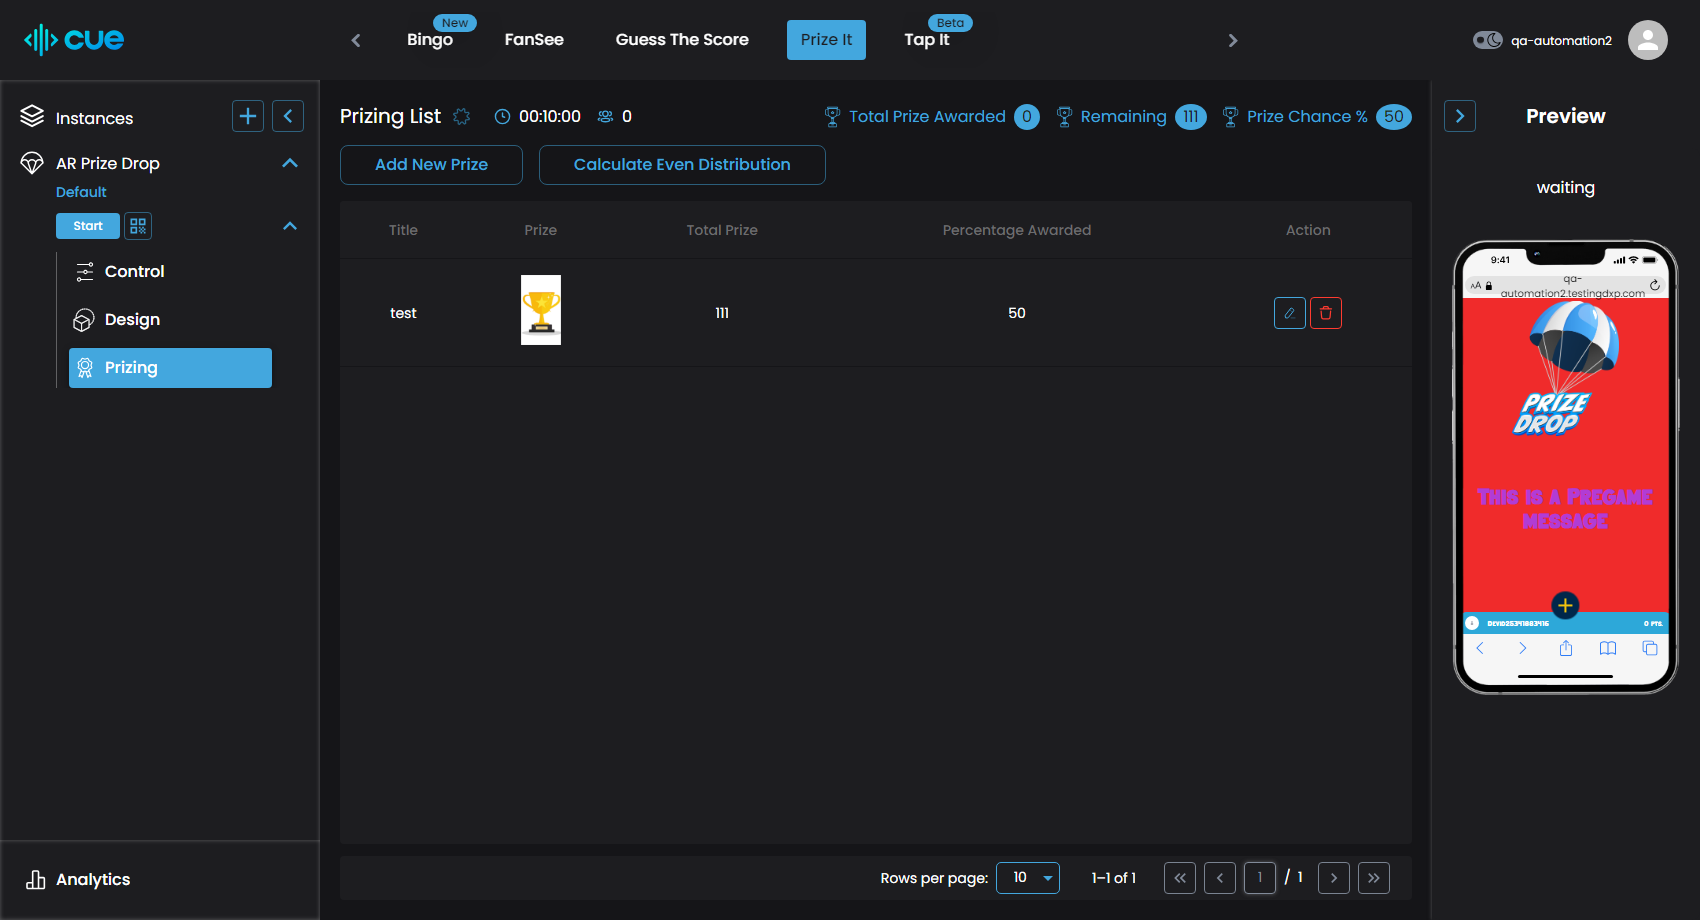 cue
New
Bingo
FanSee
Guess The Score
Prize It
Beta
Tap It
qa-automation2
Instances
AR Prize Drop
Default
Start
Control
Design
Prizing
Analytics
Prizing List
00:10:00
0
Total Prize Awarded 0
Remaining 111
Prize Chance % 50
Add New Prize
Calculate Even Distribution
Title Prize Total Prize Percentage Awarded Action
test 111 50
Rows per page: 10 1-1 of 1 1 / 1
Preview
waiting
9:41
AA
qa-
automation2.testingdxp.com
PRIZE
DROP
This is a Pregame
message
0 PTS.